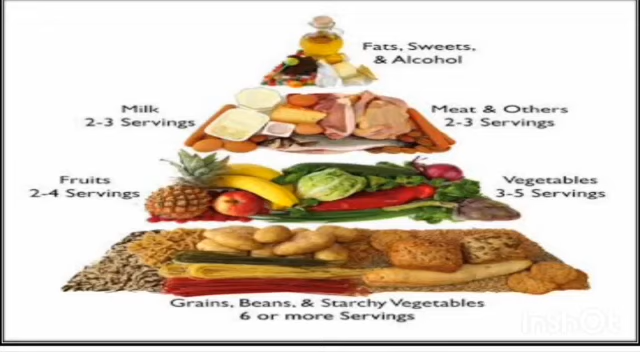 Fats, Sweets,
& Alcohol
Milk
2-3 Servings
Meat & Others
2-3 Servings
Fruits
2-4 Servings
Vegetables
3-5 Servings
Grains, Beans, & Starchy Vegetables
6 or more Servings
InshOt